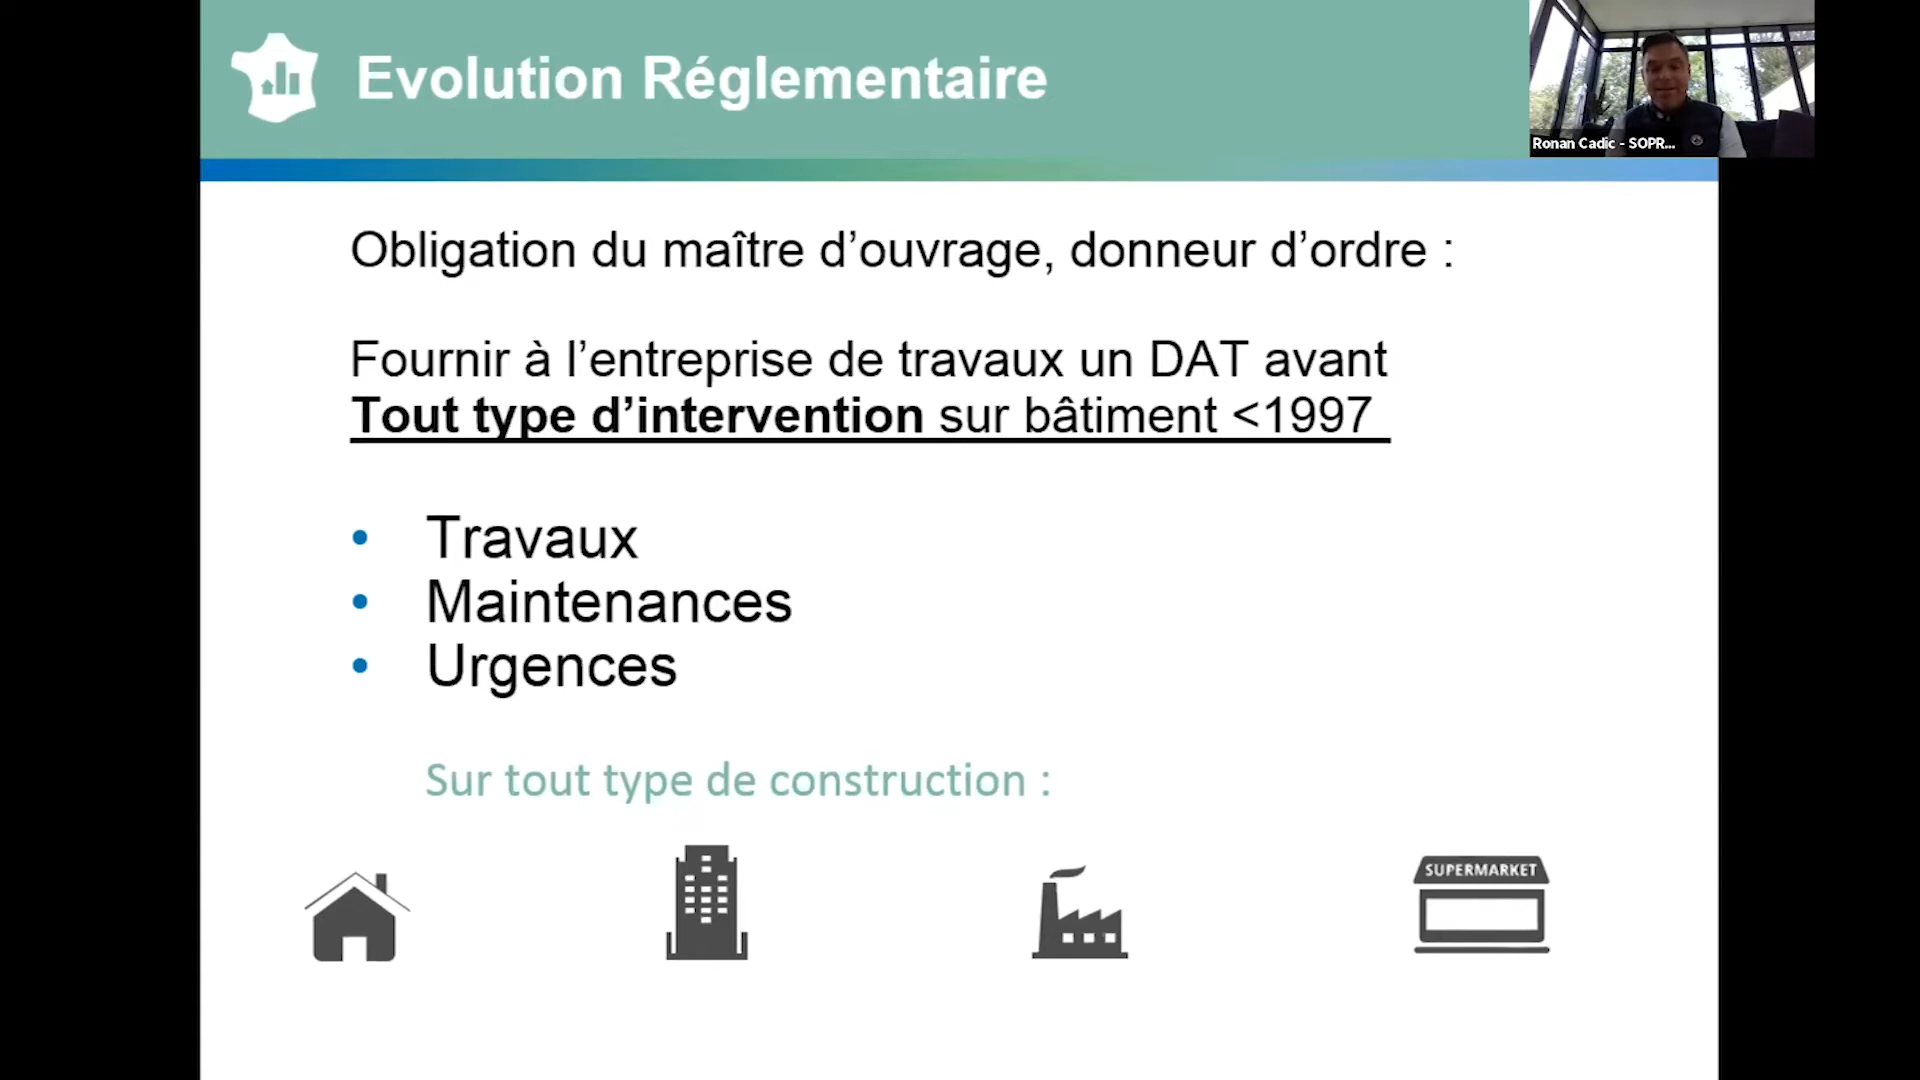 Evolution Réglementaire
Ronan Cadic - SOPR...
Obligation du maître d’ouvrage, donneur d’ordre :
Fournir à l’entreprise de travaux un DAT avant
Tout type d’intervention sur bâtiment <1997
• Travaux
• Maintenances
• Urgences
Sur tout type de construction :
SUPERMARKET